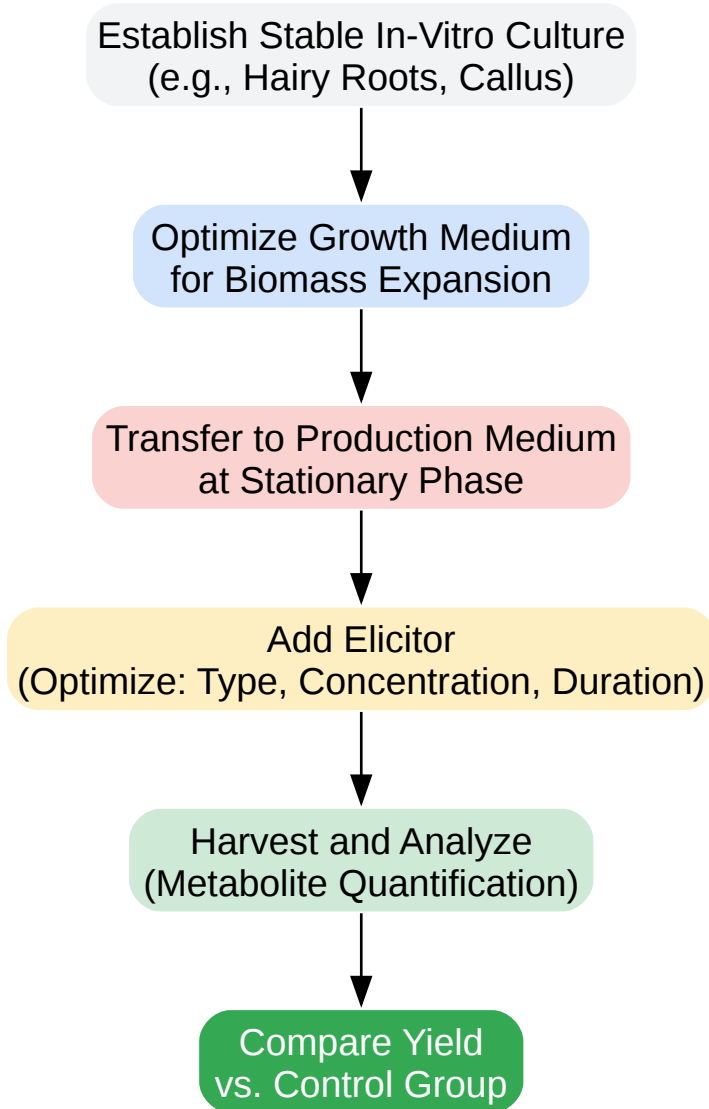 Establish Stable In-Vitro Culture
(e.g., Hairy Roots, Callus)
Optimize Growth Medium
for Biomass Expansion
Transfer to Production Medium
at Stationary Phase
Add Elicitor
(Optimize: Type, Concentration, Duration)
Harvest and Analyze
(Metabolite Quantification)
Compare Yield
vs. Control Group